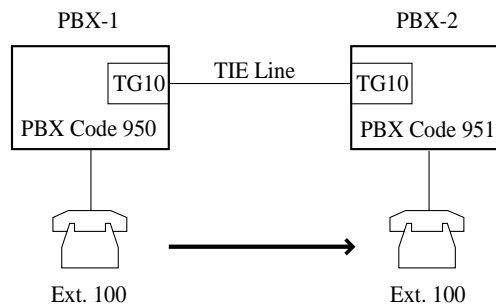 PBX-1
PBX-2
TG10
TIE Line
TG10
PBX Code 950
PBX Code 951
Ext. 100
Ext. 100